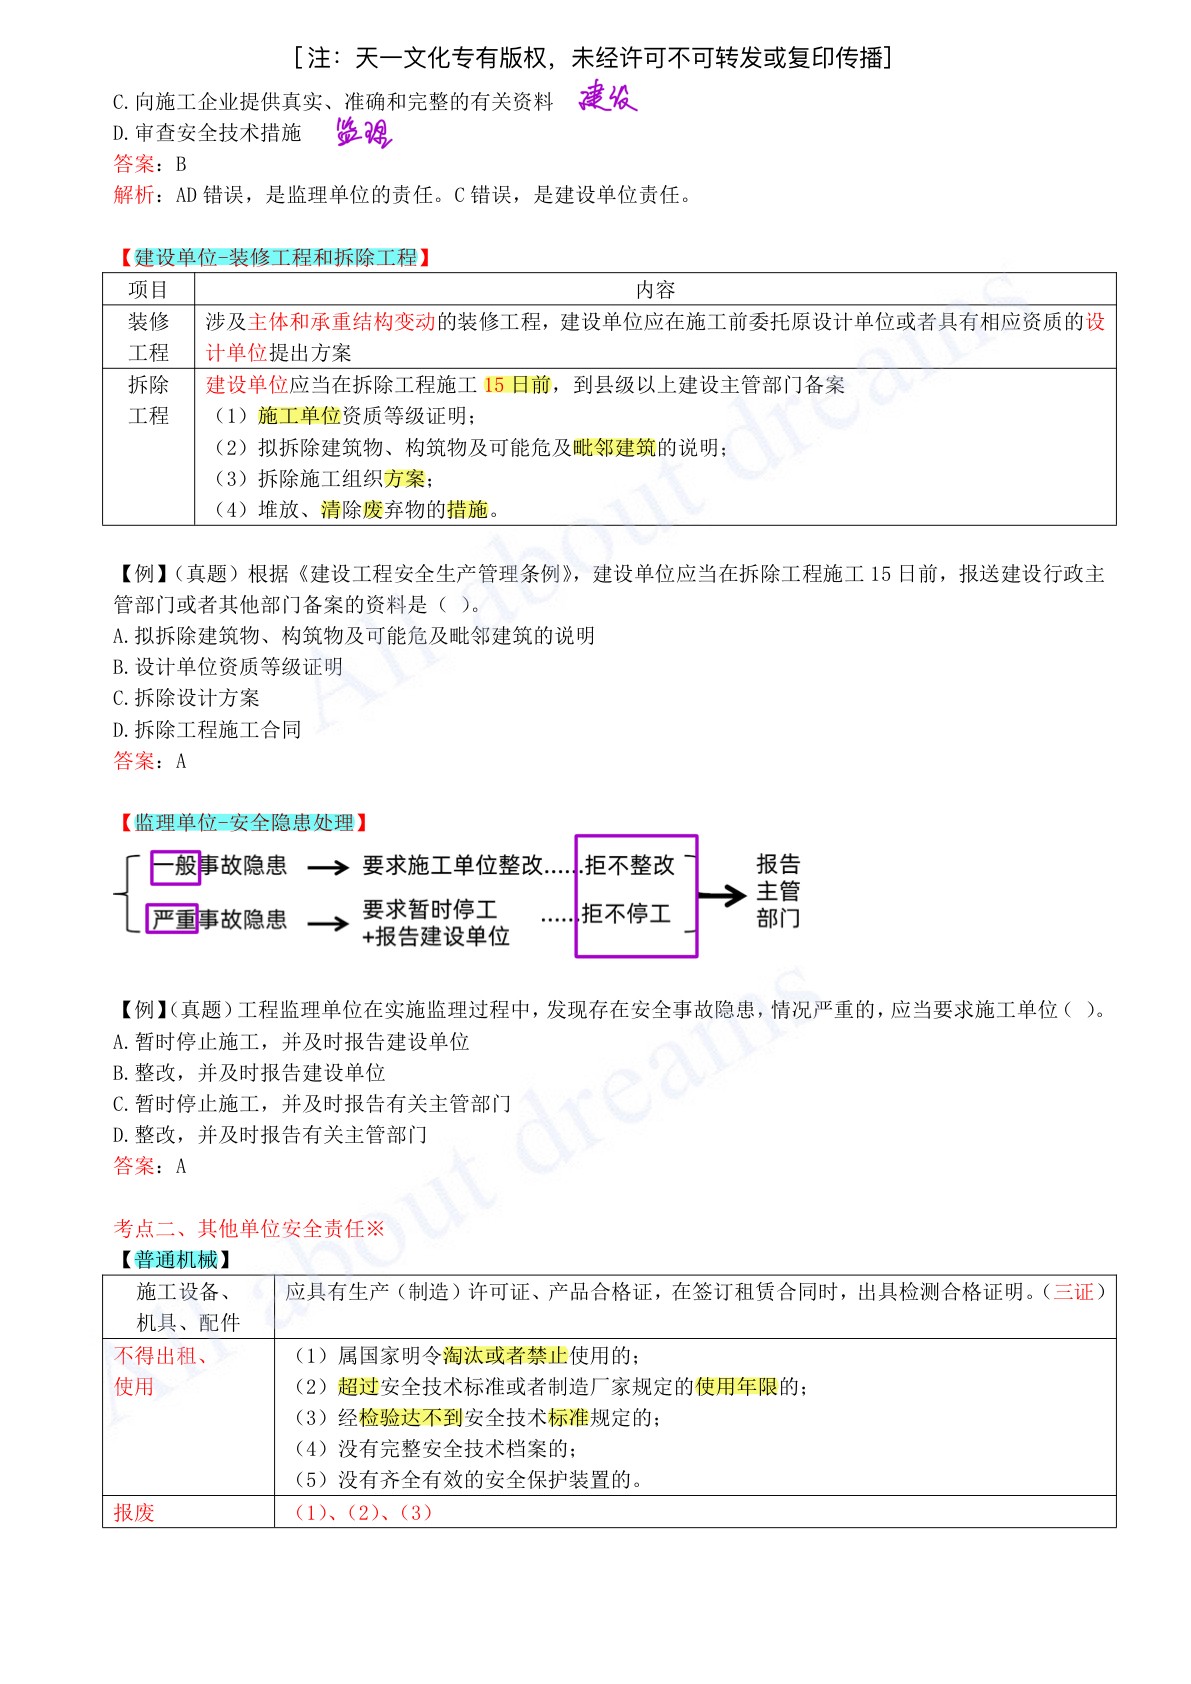 [注：天一文化专有版权，未经许可不可转发或复印传播]
C.向施工企业提供真实、准确和完整的有关资料 建设
D.审查安全技术措施 监理
答案：B
解析：AD 错误，是监理单位的责任。C 错误，是建设单位责任。
【建设单位-装修工程和拆除工程】
项目 内容
装修 涉及主体和承重结构变动的装修工程，建设单位应在施工前委托原设计单位或者具有相应资质的设
工程 计单位提出方案
拆除 建设单位应当在拆除工程施工 15 日前，到县级以上建设主管部门备案
工程 （1）施工单位资质等级证明；
（2）拟拆除建筑物、构筑物及可能危及毗邻建筑的说明；
（3）拆除施工组织方案；
（4）堆放、清除废弃物的措施。
【例】（真题）根据《建设工程安全生产管理条例》，建设单位应当在拆除工程施工 15 日前，报送建设行政主
管部门或者其他部门备案的资料是（ ）。
A.拟拆除建筑物、构筑物及可能危及毗邻建筑的说明
B.设计单位资质等级证明
C.拆除设计方案
D.拆除工程施工合同
答案：A
【监理单位-安全隐患处理】
一般事故隐患 要求施工单位整改……拒不整改
严重事故隐患 要求暂时停工 ……拒不停工
+报告建设单位
报告
主管
部门
【例】（真题）工程监理单位在实施监理过程中，发现存在安全事故隐患，情况严重的，应当要求施工单位（ ）。
A.暂时停止施工，并及时报告建设单位
B.整改，并及时报告建设单位
C.暂时停止施工，并及时报告有关主管部门
D.整改，并及时报告有关主管部门
答案：A
考点二、其他单位安全责任※
【普通机械】
施工设备、 应具有生产（制造）许可证、产品合格证，在签订租赁合同时，出具检测合格证明。（三证）
机具、配件
不得出租、 （1）属国家明令淘汰或者禁止使用的；
使用 （2）超过安全技术标准或者制造厂家规定的使用年限的；
（3）经检验达不到安全技术标准规定的；
（4）没有完整安全技术档案的；
（5）没有齐全有效的安全保护装置的。
报废 （1）、（2）、（3）
All about dreams
All about dreams